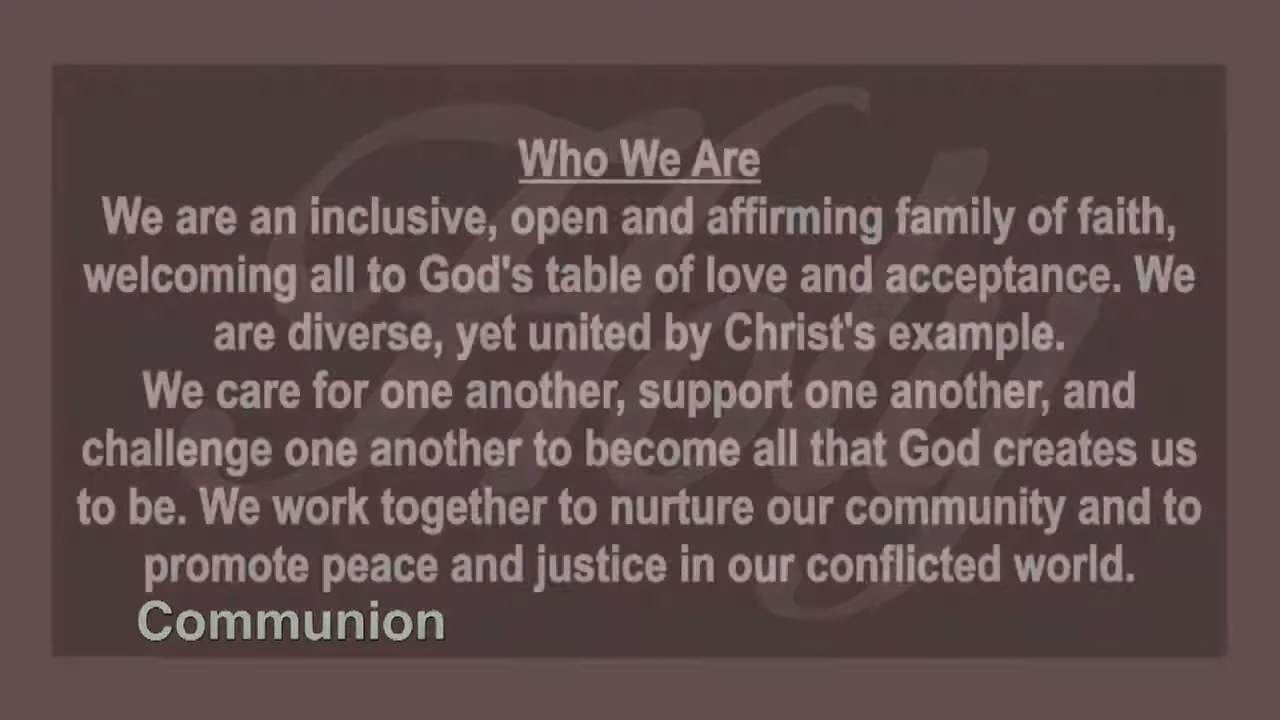 Holy
Who We Are
We are an inclusive, open and affirming family of faith,
welcoming all to God's table of love and acceptance. We
are diverse, yet united by Christ's example.
We care for one another, support one another, and
challenge one another to become all that God creates us
to be. We work together to nurture our community and to
promote peace and justice in our conflicted world.
Communion